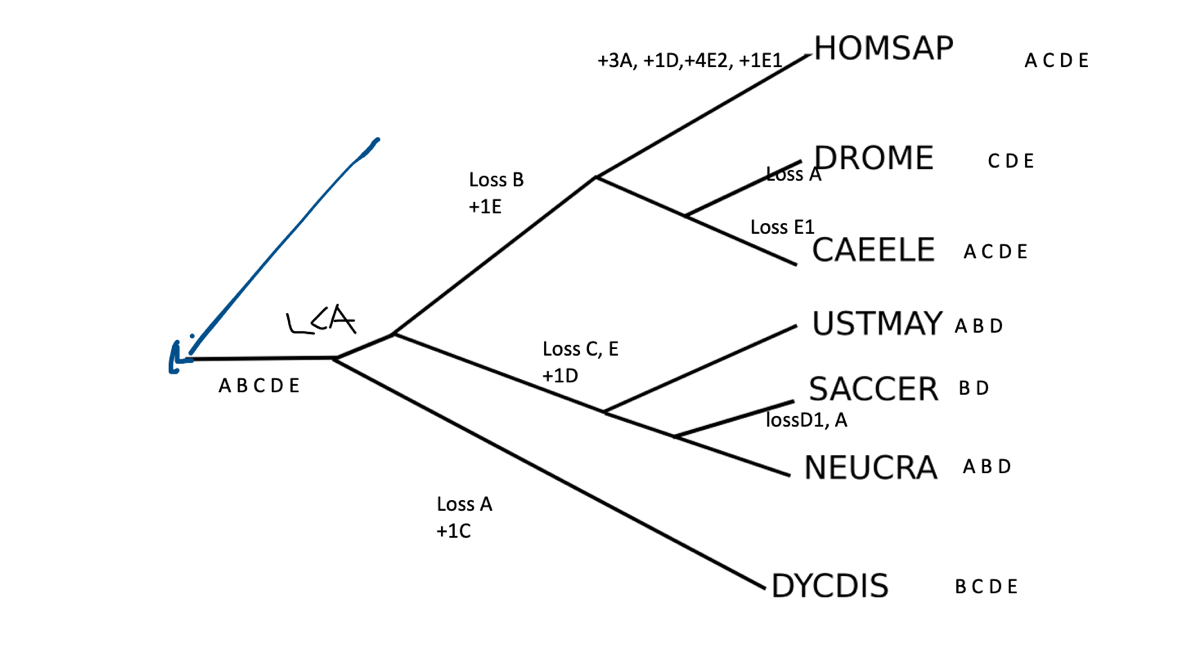 +3A, +1D,+4E2, +1E1
HOMSAP
A C D E
DROME
C D E
Loss A
Loss B
+1E
Loss E1
CAEELE
A C D E
LCA
USTMAY
A B D
Loss C, E
+1D
A B C D E
SACCER
B D
lossD1, A
NEUCRA
A B D
Loss A
+1C
DYCDIS
B C D E